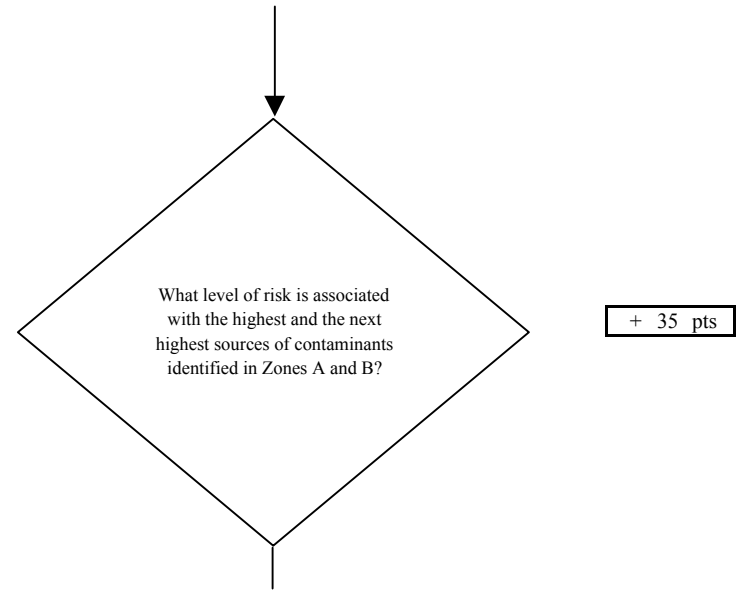 What level of risk is associated
with the highest and the next
highest sources of contaminants
identified in Zones A and B?
+ 35 pts